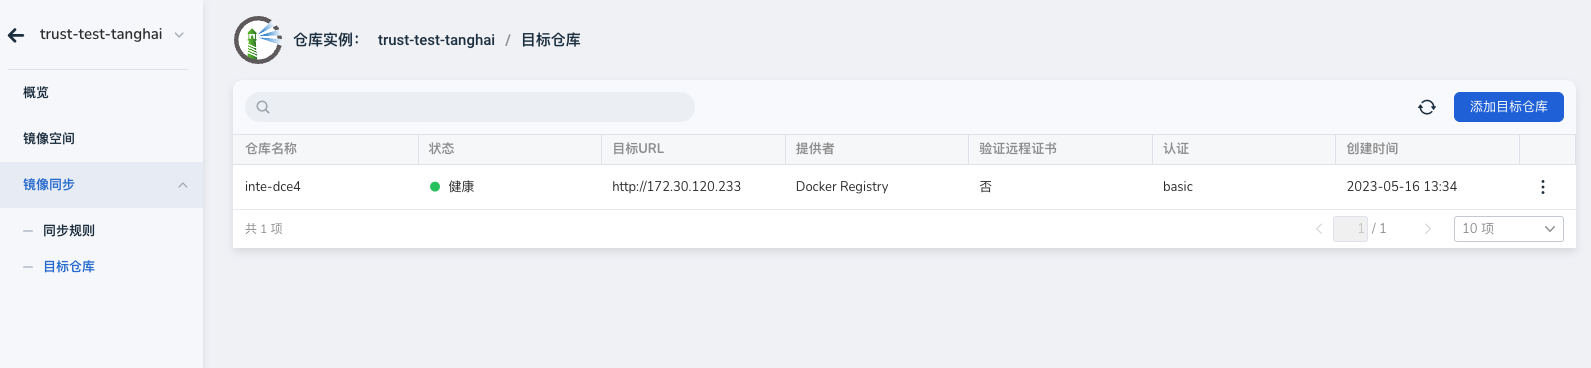 trust-test-tanghai
概览
镜像空间
镜像同步
同步规则
目标仓库
仓库实例： trust-test-tanghai / 目标仓库
添加目标仓库
仓库名称 状态 目标URL 提供者 验证远程证书 认证 创建时间
inte-dce4 健康 http://172.30.120.233 Docker Registry 否 basic 2023-05-16 13:34
共 1 项 1 / 1 10 项